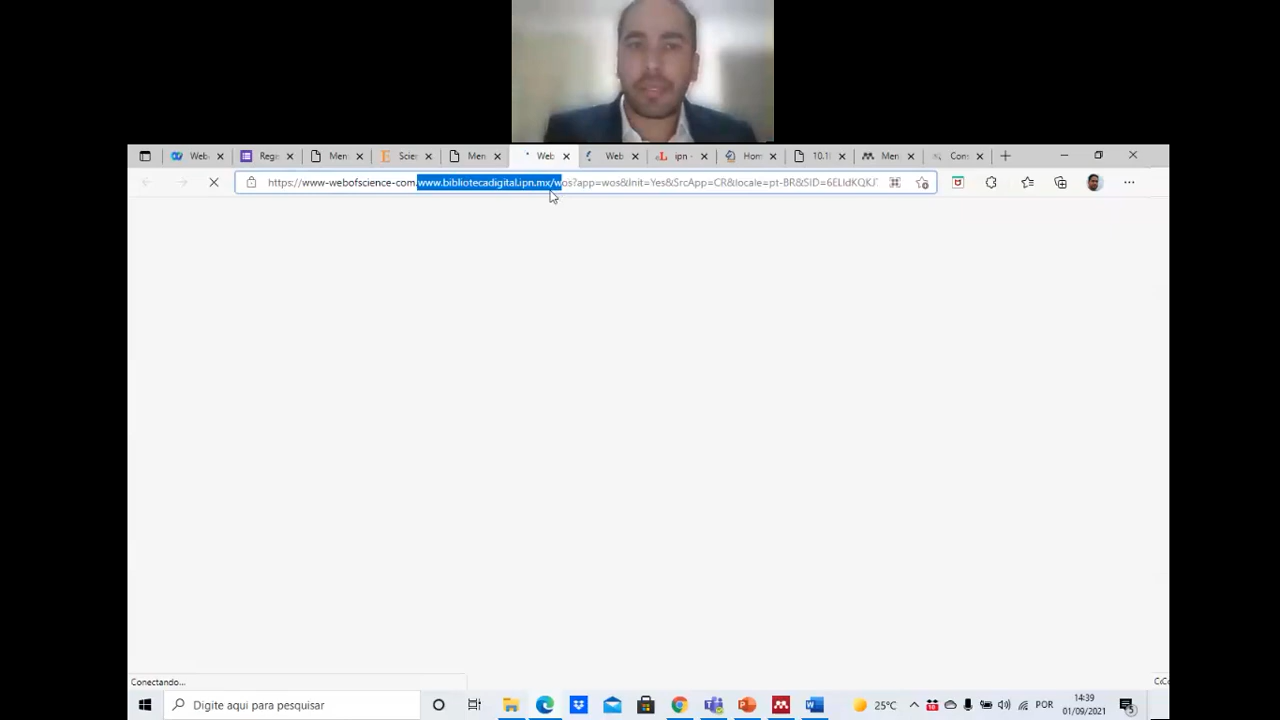 Web
Regi
Men
Scier
Men
Web
Web
ipn -
Hom
10.1
Men
Cons
https://www-webofscience-com.www.bibliotecadigital.ipn.mx/wos?app=wos&Init=Yes&SrcApp=CR&locale=pt-BR&SID=6ELIdKQKJ
Conectando...
Digite aqui para pesquisar
25°C
POR
14:39
01/09/2021